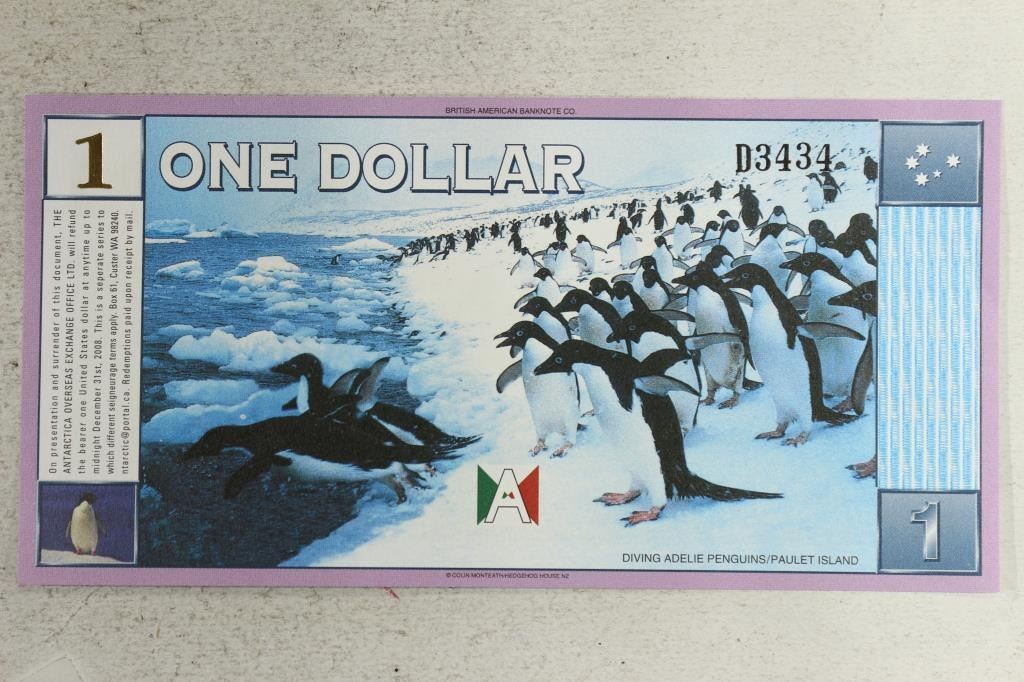 BRITISH AMERICAN BANKNOTE CO.
1
ONE DOLLAR
D3434
On presentation and surrender of this document, THE
ANTARCTICA OVERSEAS EXCHANGE OFFICE LTD. will refund
the bearer one United States dollar at anytime up to
midnight December 31st, 2008. This is a seperate series to
which different seigneurage terms apply. Box 61, Custer WA 98240.
ntarctic@portal.ca. Redemptions paid upon receipt by mail.
A
1
DIVING ADELIE PENGUINS/PAULET ISLAND
© COLIN MONTEATH/HEDGEHOG HOUSE NZ